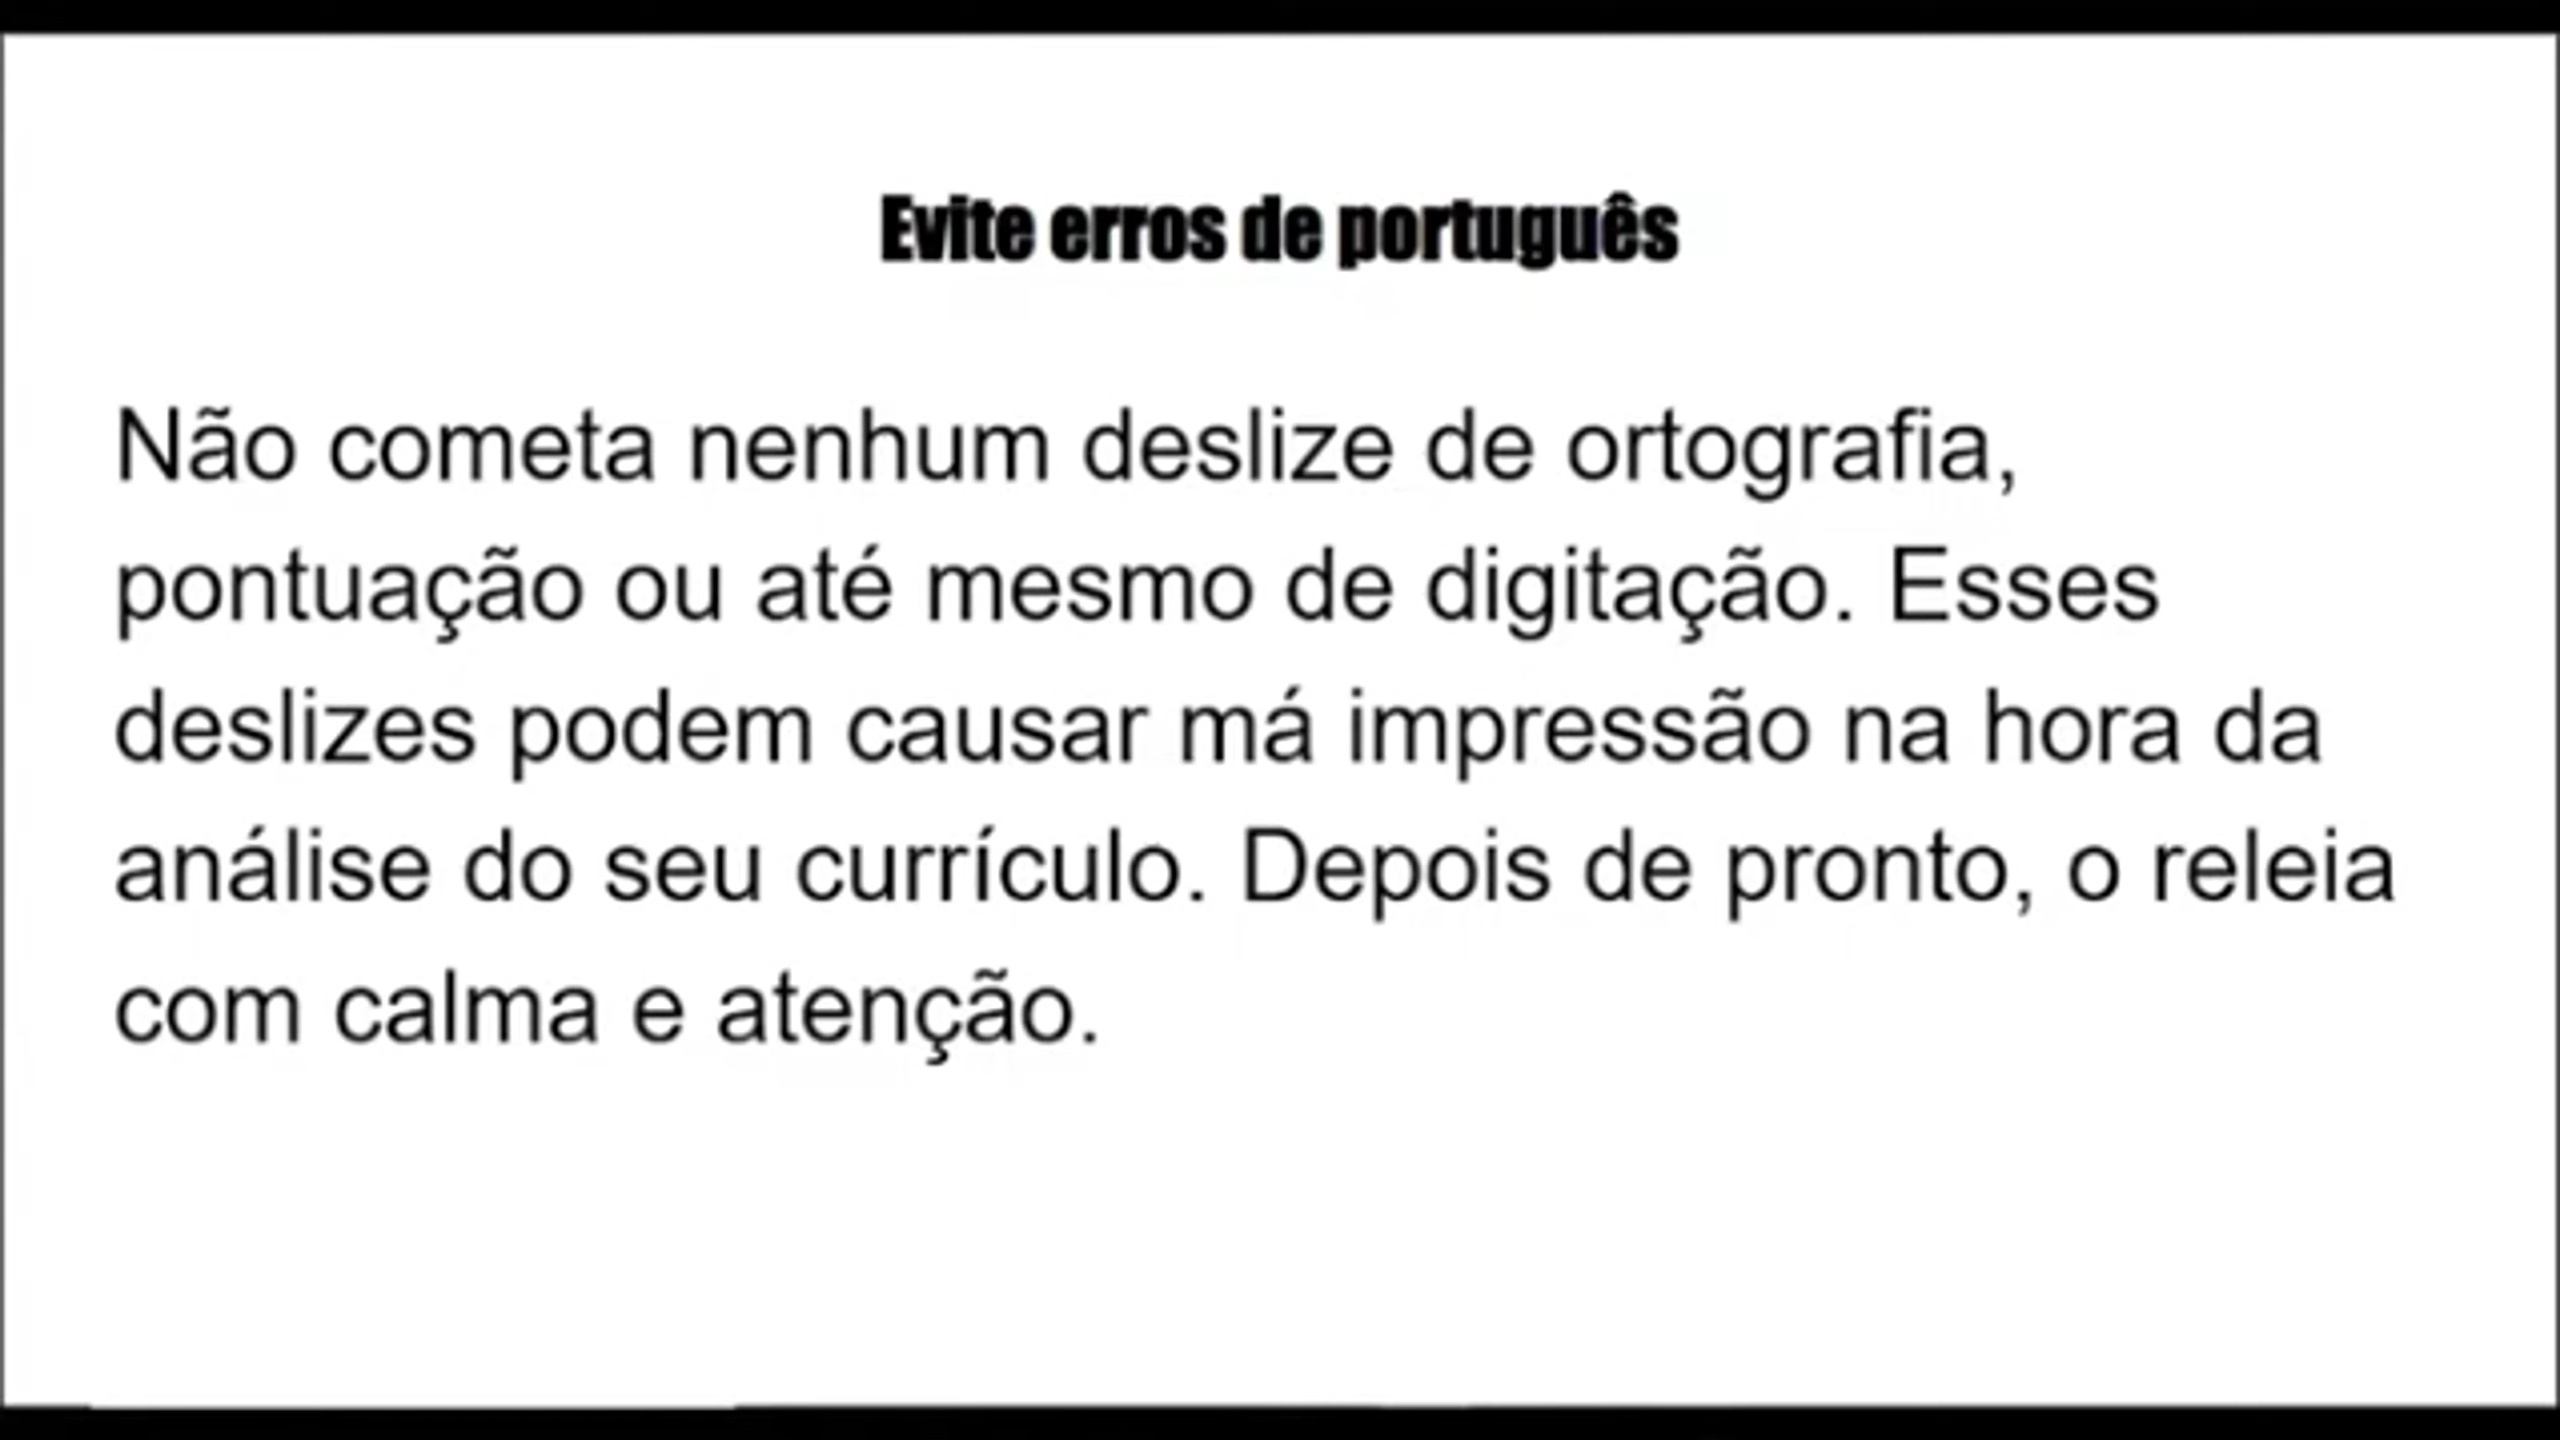 Evite erros de português
Não cometa nenhum deslize de ortografia,
pontuação ou até mesmo de digitação. Esses
deslizes podem causar má impressão na hora da
análise do seu currículo. Depois de pronto, o releia
com calma e atenção.